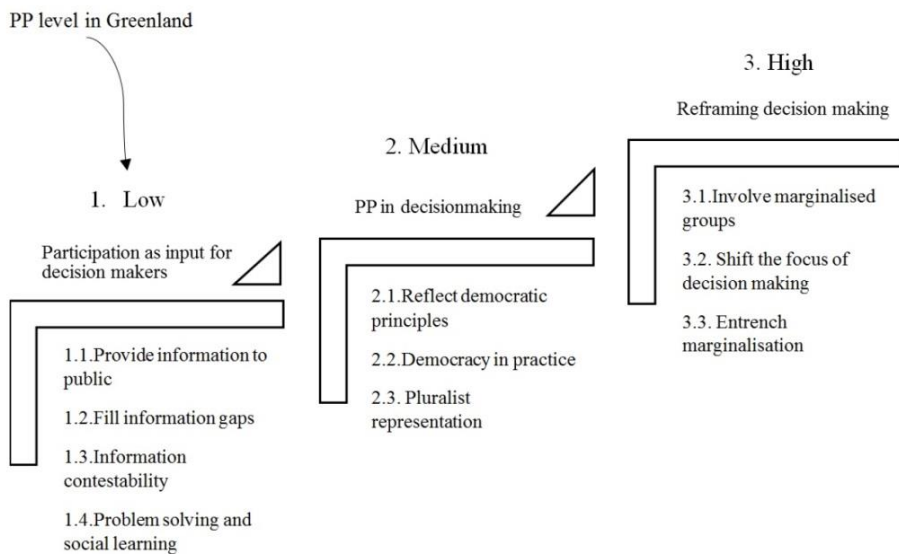 PP level in Greenland
1. Low
Participation as input for
decision makers
1.1.Provide information to
public
1.2.Fill information gaps
1.3.Information
contestability
1.4.Problem solving and
social learning
2. Medium
PP in decisionmaking
2.1.Reflect democratic
principles
2.2.Democracy in practice
2.3. Pluralist
representation
3. High
Reframing decision making
3.1.Involve marginalised
groups
3.2. Shift the focus of
decision making
3.3. Entrench
marginalisation